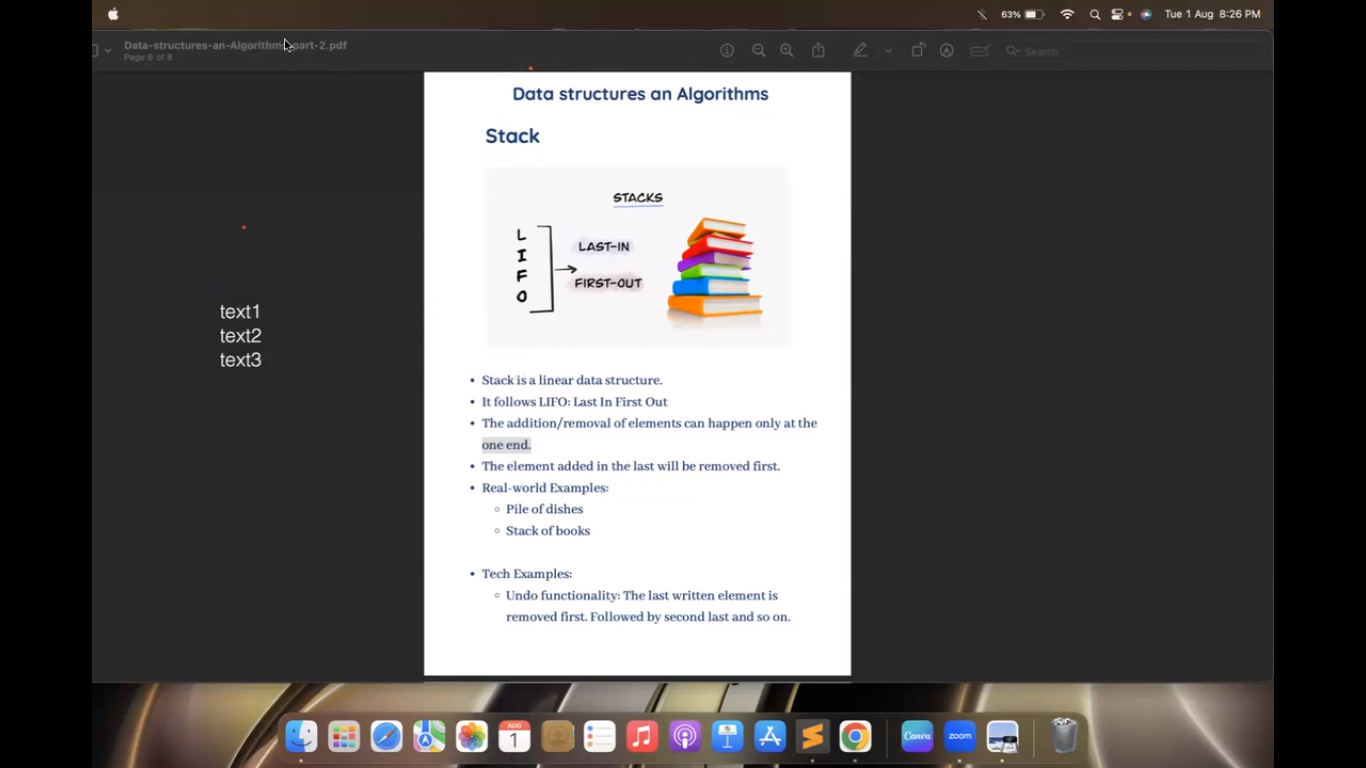 63%
Tue 1 Aug 8:26 PM
Data-structures-an-Algorithms-part-2.pdf
Page 6 of 8
Search
Data structures an Algorithms
Stack
STACKS
L
I
F
O
LAST-IN
FIRST-OUT
text1
text2
text3
• Stack is a linear data structure.
• It follows LIFO: Last In First Out
• The addition/removal of elements can happen only at the
one end.
• The element added in the last will be removed first.
• Real-world Examples:
◦ Pile of dishes
◦ Stack of books
• Tech Examples:
◦ Undo functionality: The last written element is
removed first. Followed by second last and so on.
AUG
1
Canva
zoom